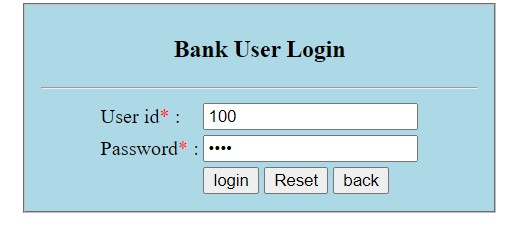 Bank User Login
User id* : 100
Password* : ••••
login Reset back